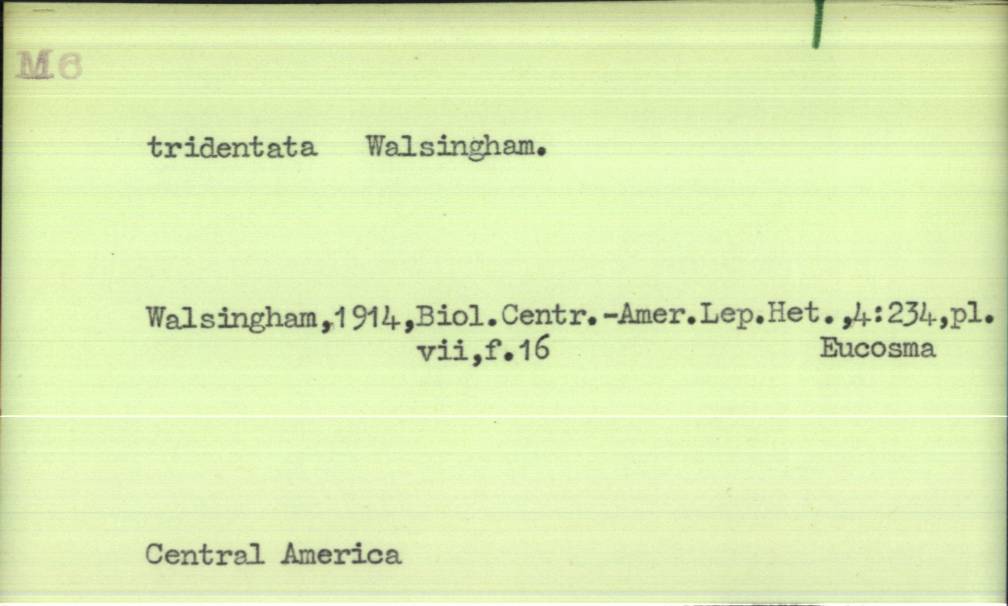 M6
tridentata Walsingham.
Walsingham,1914,Biol.Centr.-Amer.Lep.Het.,4:234,pl.
vii,f.16 Eucosma
Central America